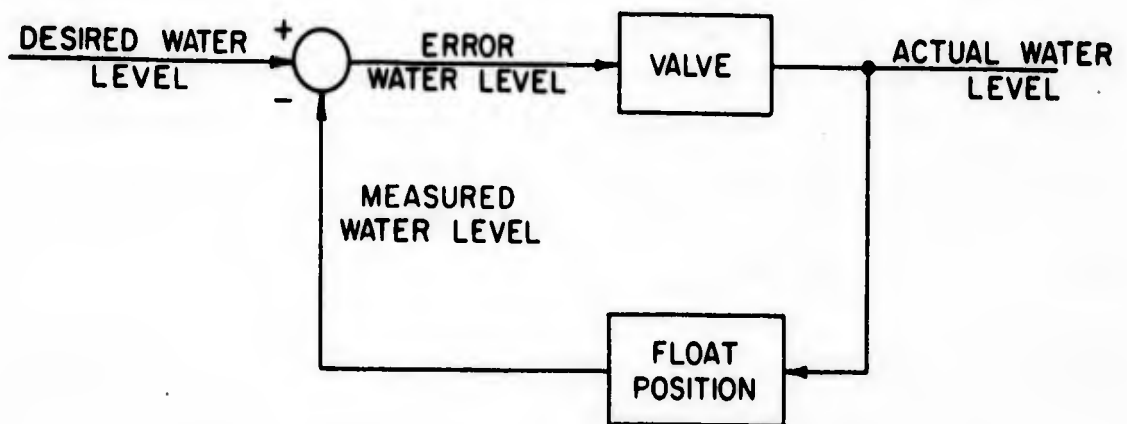 DESIRED WATER
LEVEL
+
-
ERROR
WATER LEVEL
VALVE
ACTUAL WATER
LEVEL
MEASURED
WATER LEVEL
FLOAT
POSITION